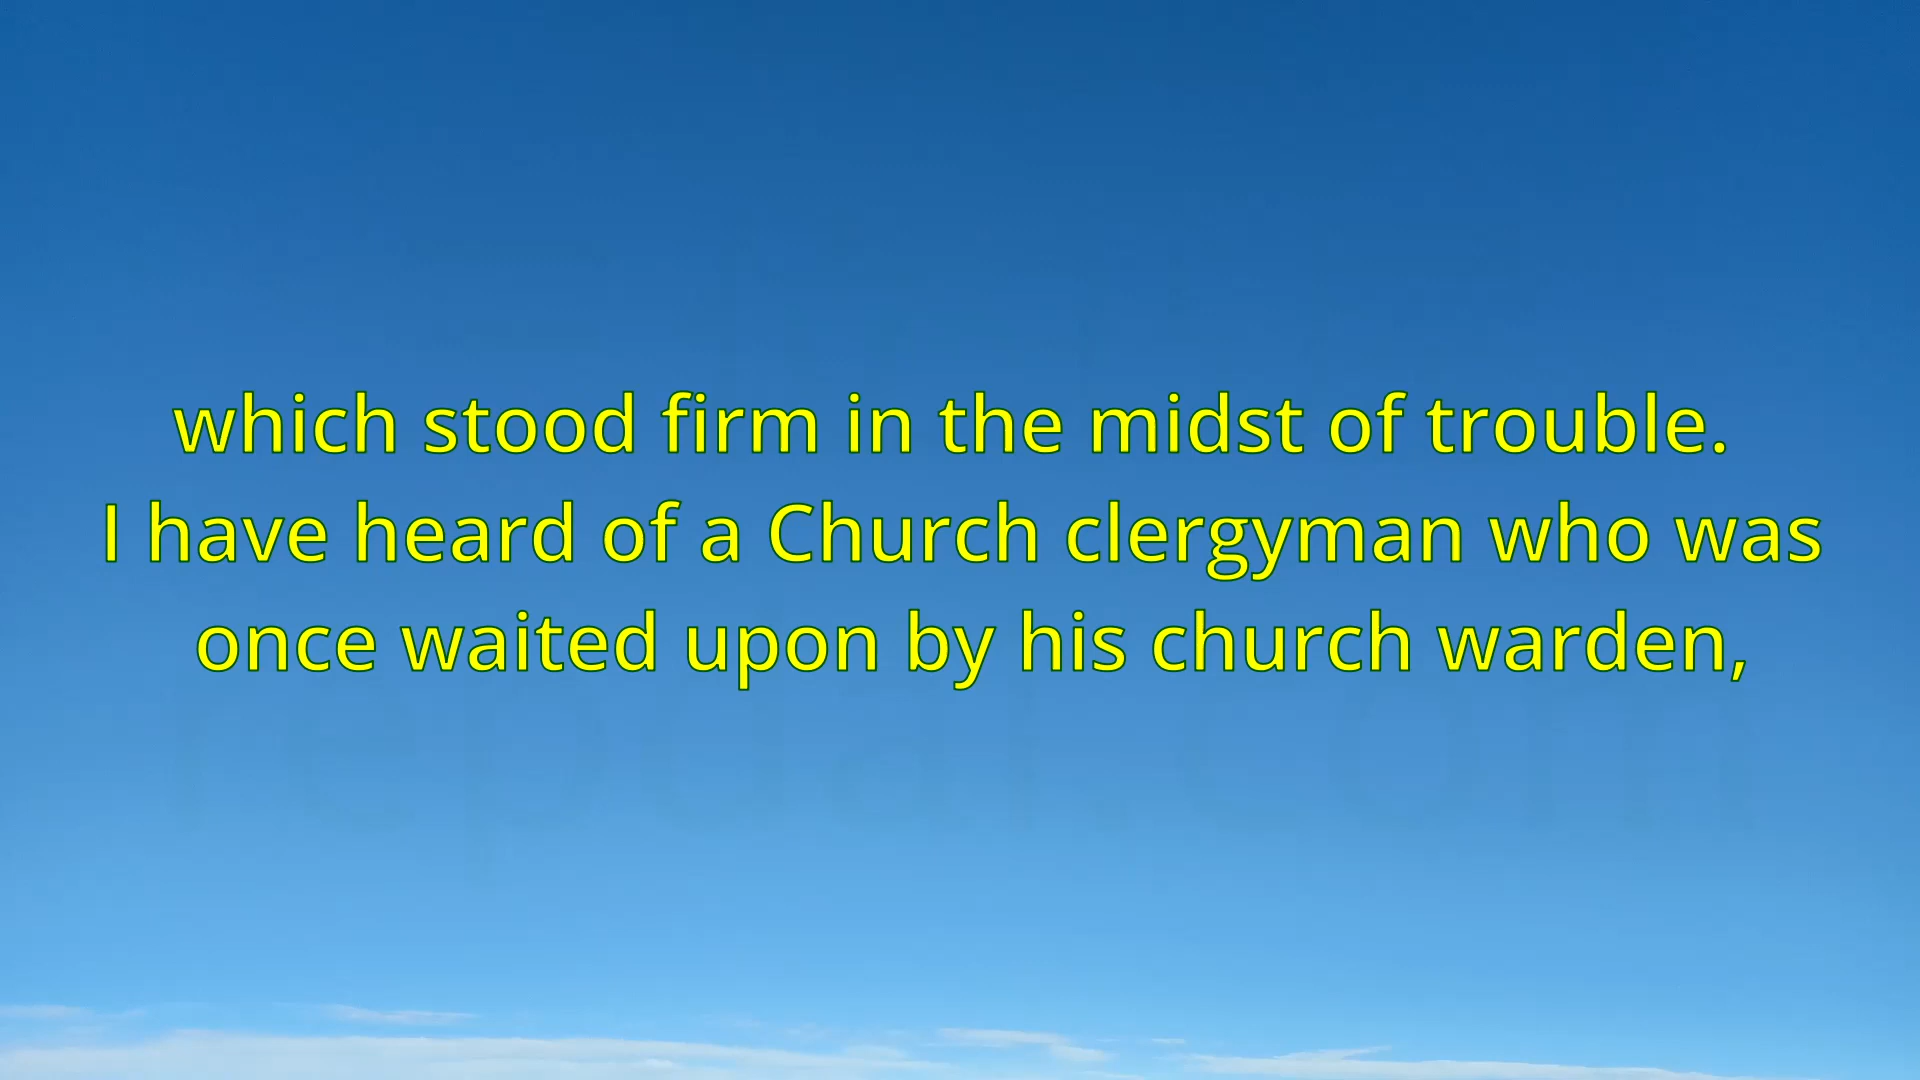 which stood firm in the midst of trouble.
I have heard of a Church clergyman who was
once waited upon by his church warden,